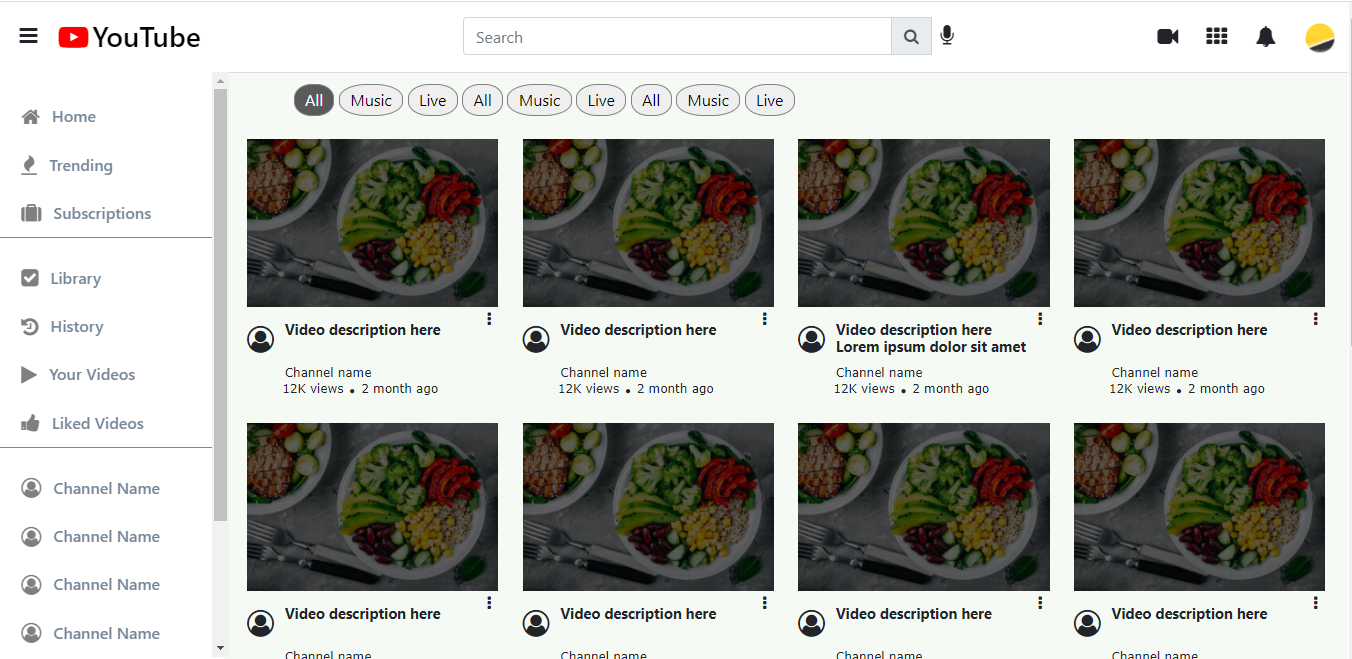 YouTube
Search
All Music Live All Music Live All Music Live
Home
Trending
Subscriptions
Library
History
Your Videos
Liked Videos
Channel Name
Channel Name
Channel Name
Channel Name
Video description here
Channel name
12K views • 2 month ago
Video description here
Channel name
12K views • 2 month ago
Video description here
Lorem ipsum dolor sit amet
Channel name
12K views • 2 month ago
Video description here
Channel name
12K views • 2 month ago
Video description here
Channel name
Video description here
Channel name
Video description here
Channel name
Video description here
Channel name